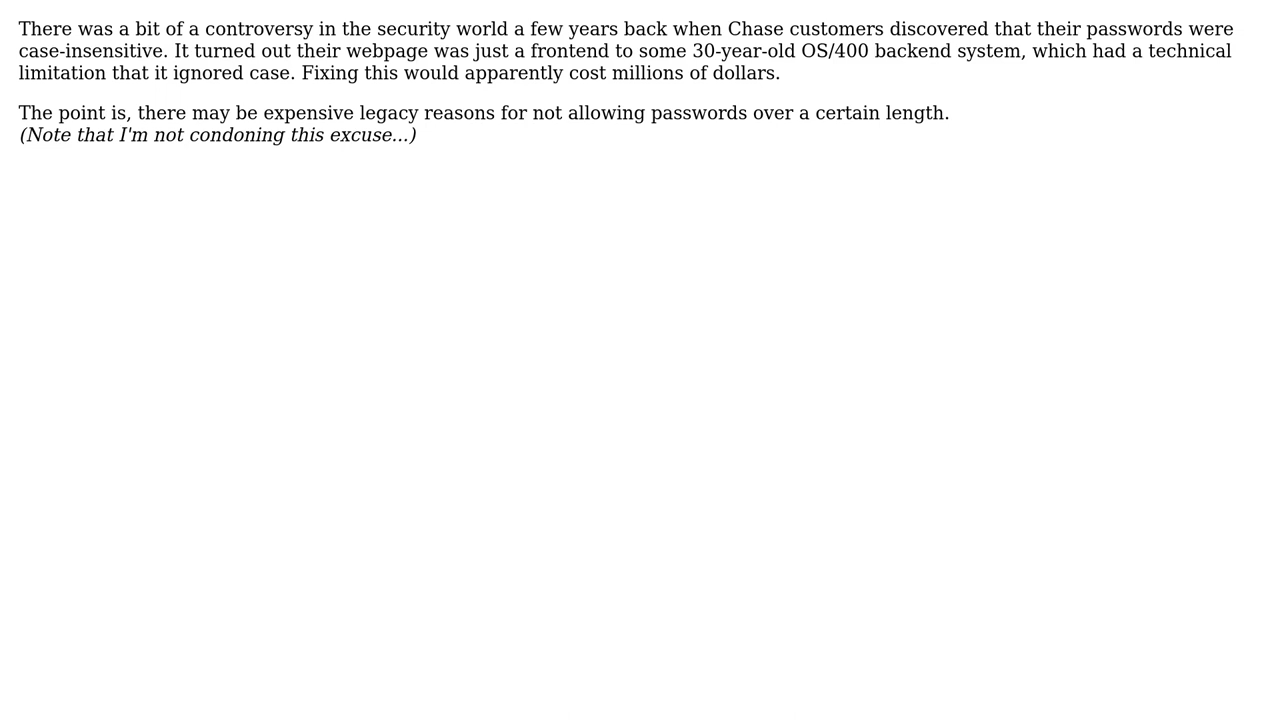 There was a bit of a controversy in the security world a few years back when Chase customers discovered that their passwords were
case-insensitive. It turned out their webpage was just a frontend to some 30-year-old OS/400 backend system, which had a technical
limitation that it ignored case. Fixing this would apparently cost millions of dollars.
The point is, there may be expensive legacy reasons for not allowing passwords over a certain length.
(Note that I'm not condoning this excuse...)